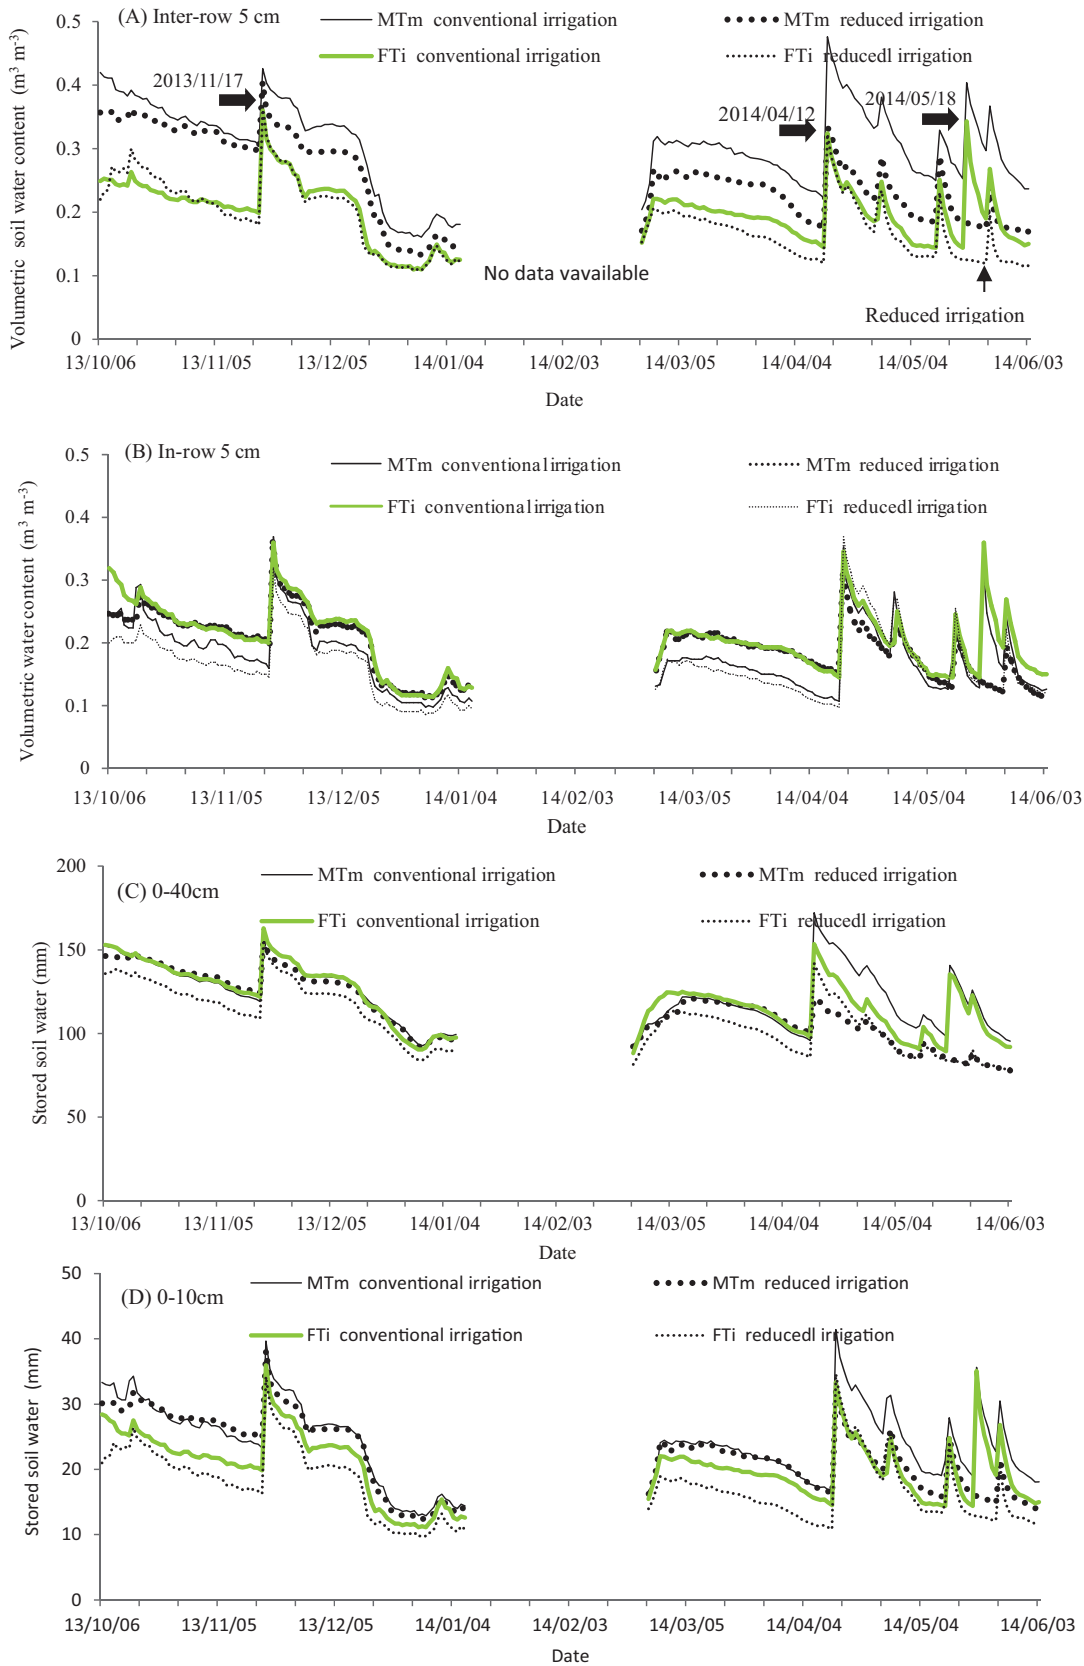 (A) Inter-row 5 cm
MTm conventional irrigation
MTm reduced irrigation
FTi conventional irrigation
FTi reducedl irrigation
Volumetric soil water content (m³ m⁻³)
0.5
0.4
0.3
0.2
0.1
0
2013/11/17
2014/04/12
2014/05/18
No data vavailable
Reduced irrigation
13/10/06 13/11/05 13/12/05 14/01/04 14/02/03 14/03/05 14/04/04 14/05/04 14/06/03
Date
(B) In-row 5 cm
MTm conventional irrigation
MTm reduced irrigation
FTi conventional irrigation
FTi reducedl irrigation
Volumetric water content (m³ m⁻³)
0.5
0.4
0.3
0.2
0.1
0
13/10/06 13/11/05 13/12/05 14/01/04 14/02/03 14/03/05 14/04/04 14/05/04 14/06/03
Date
(C) 0-40cm
MTm conventional irrigation
MTm reduced irrigation
FTi conventional irrigation
FTi reducedl irrigation
Stored soil water (mm)
200
150
100
50
0
13/10/06 13/11/05 13/12/05 14/01/04 14/02/03 14/03/05 14/04/04 14/05/04 14/06/03
Date
(D) 0-10cm
MTm conventional irrigation
MTm reduced irrigation
FTi conventional irrigation
FTi reducedl irrigation
Stored soil water (mm)
50
40
30
20
10
0
13/10/06 13/11/05 13/12/05 14/01/04 14/02/03 14/03/05 14/04/04 14/05/04 14/06/03
Date